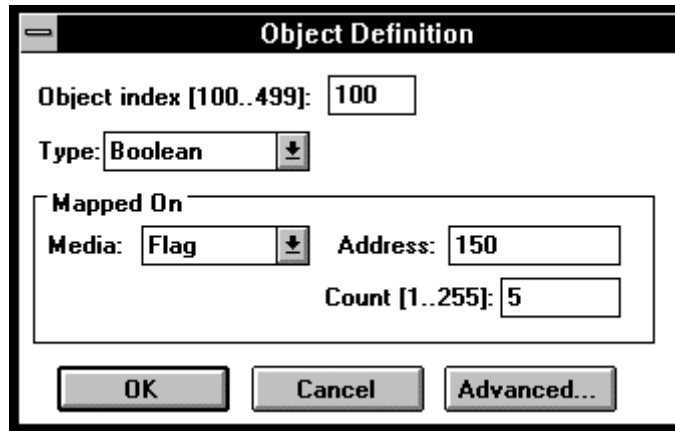 Object Definition
Object index [100..499]: 100
Type: Boolean
Mapped On
Media: Flag Address: 150
Count [1..255]: 5
OK Cancel Advanced...